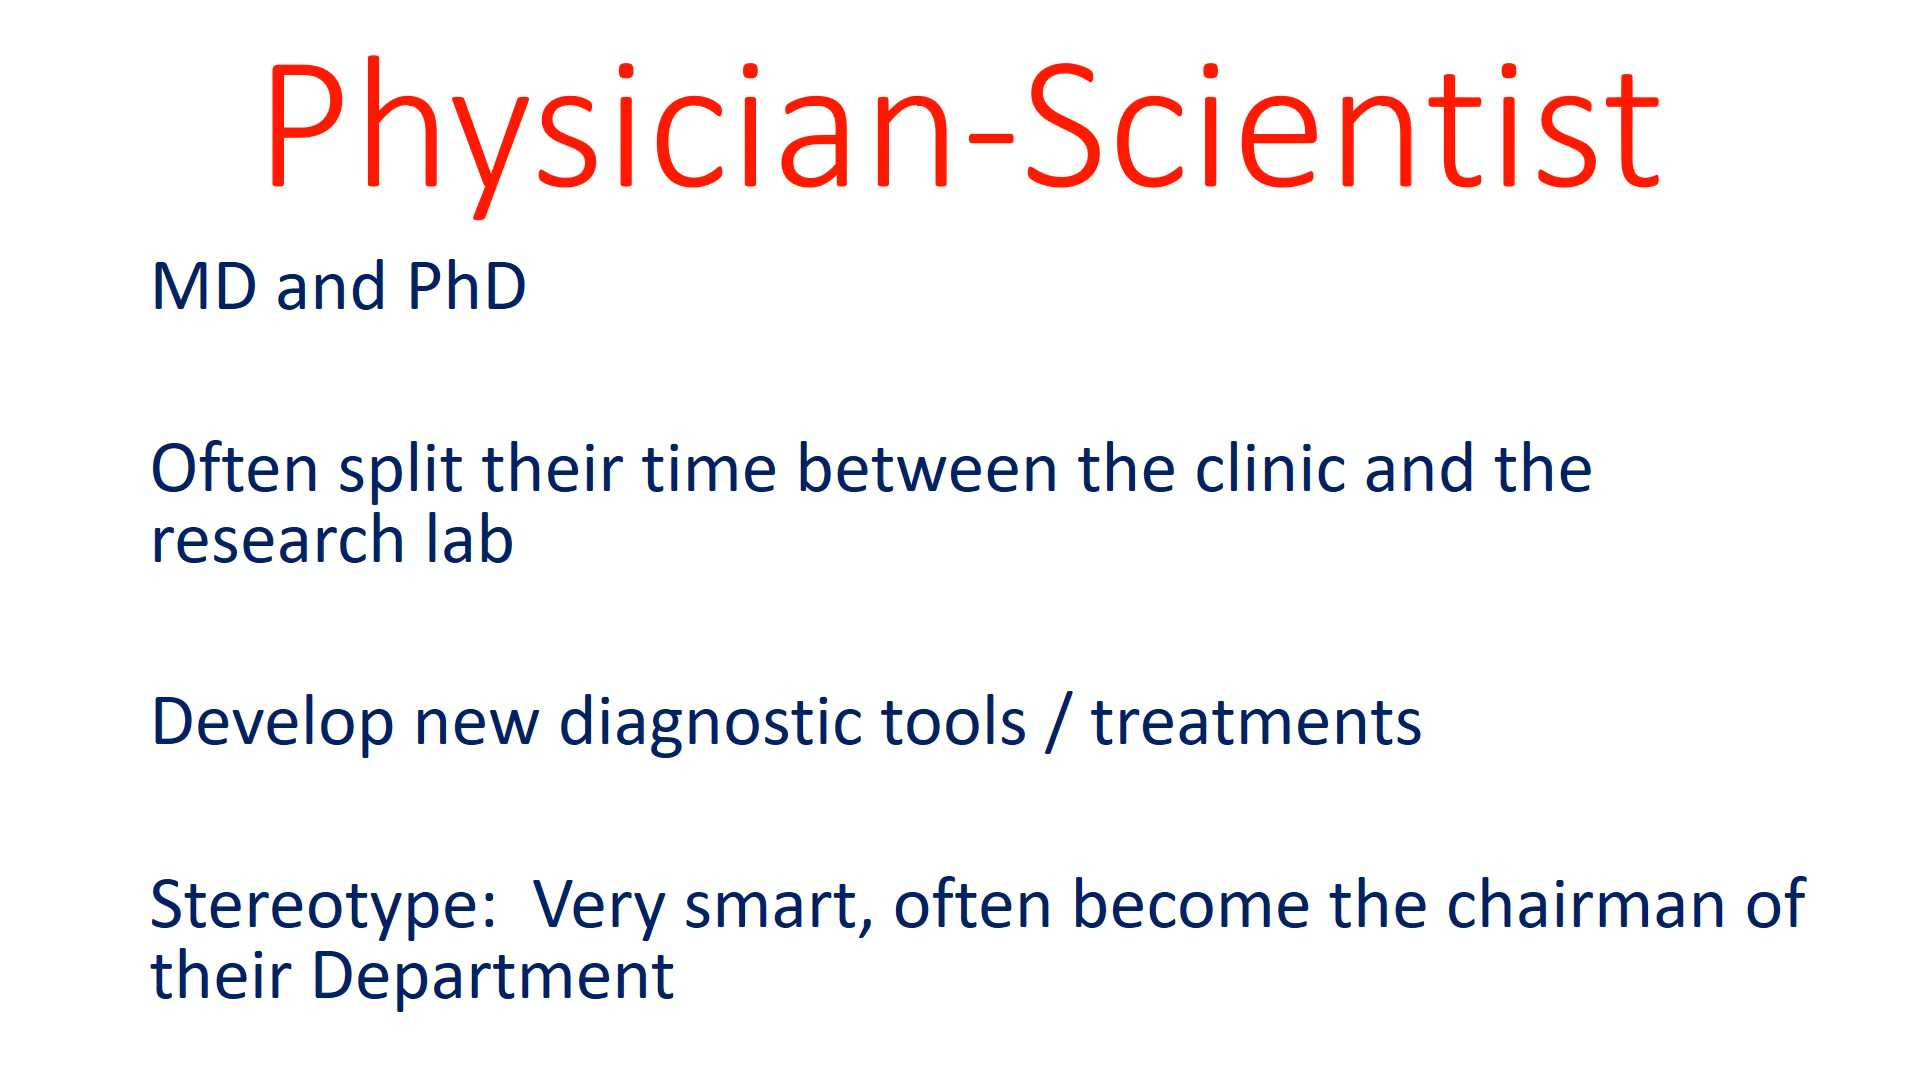 Physician-Scientist
MD and PhD
Often split their time between the clinic and the
research lab
Develop new diagnostic tools / treatments
Stereotype:  Very smart, often become the chairman of
their Department